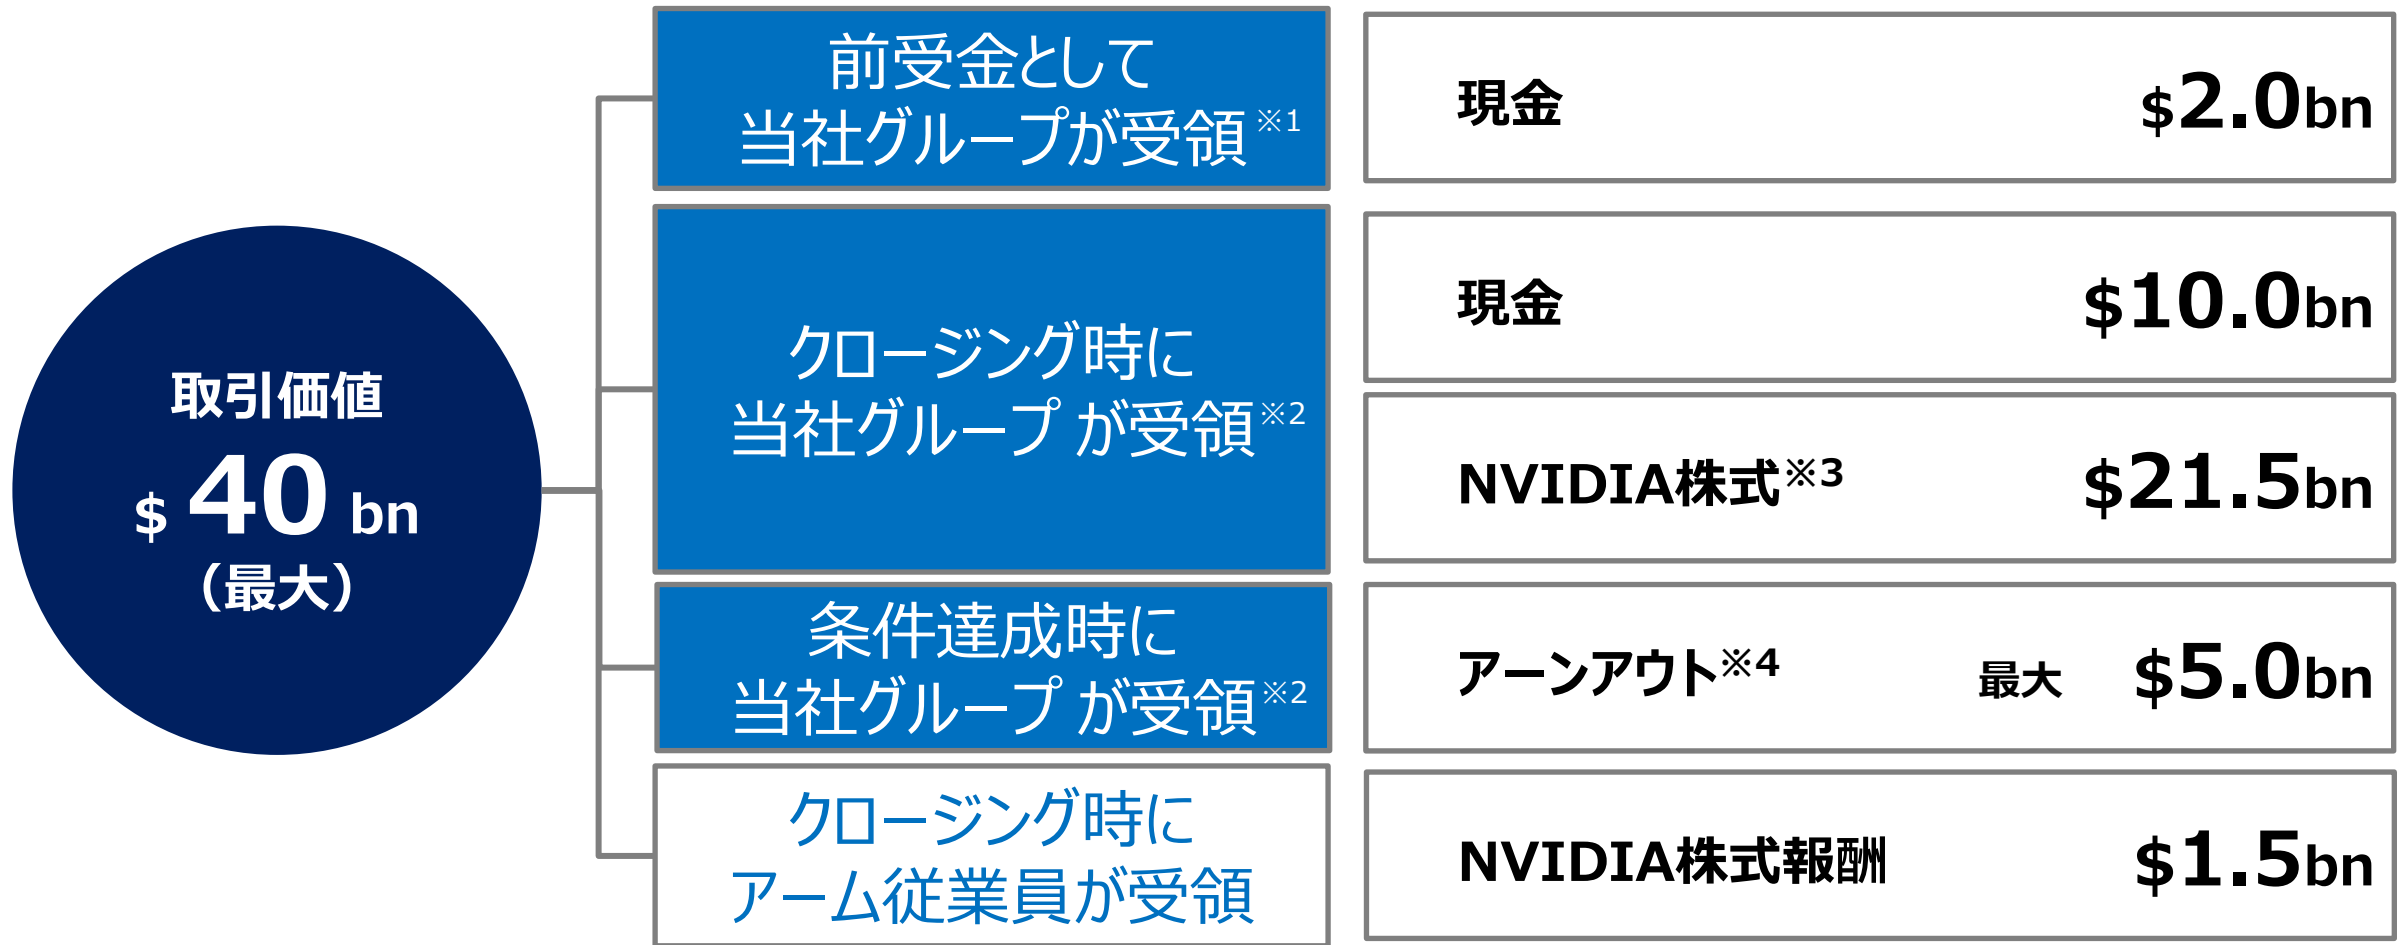 取引価値
$ 40 bn
（最大）
前受金として
当社グループが受領※1
現金 $2.0bn
クロージング時に
当社グループ が受領※2
現金 $10.0bn
NVIDIA株式※3 $21.5bn
条件達成時に
当社グループ が受領※2
アーンアウト※4 最大 $5.0bn
クロージング時に
アーム従業員が受領
NVIDIA株式報酬 $1.5bn